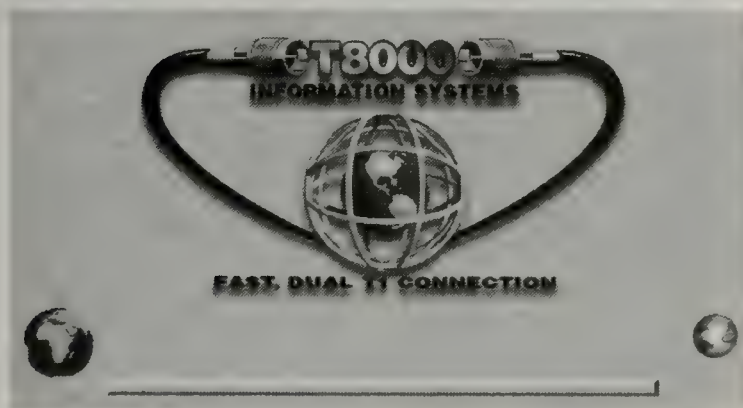 T8000
INFORMATION SYSTEMS
FAST, DUAL T1 CONNECTION